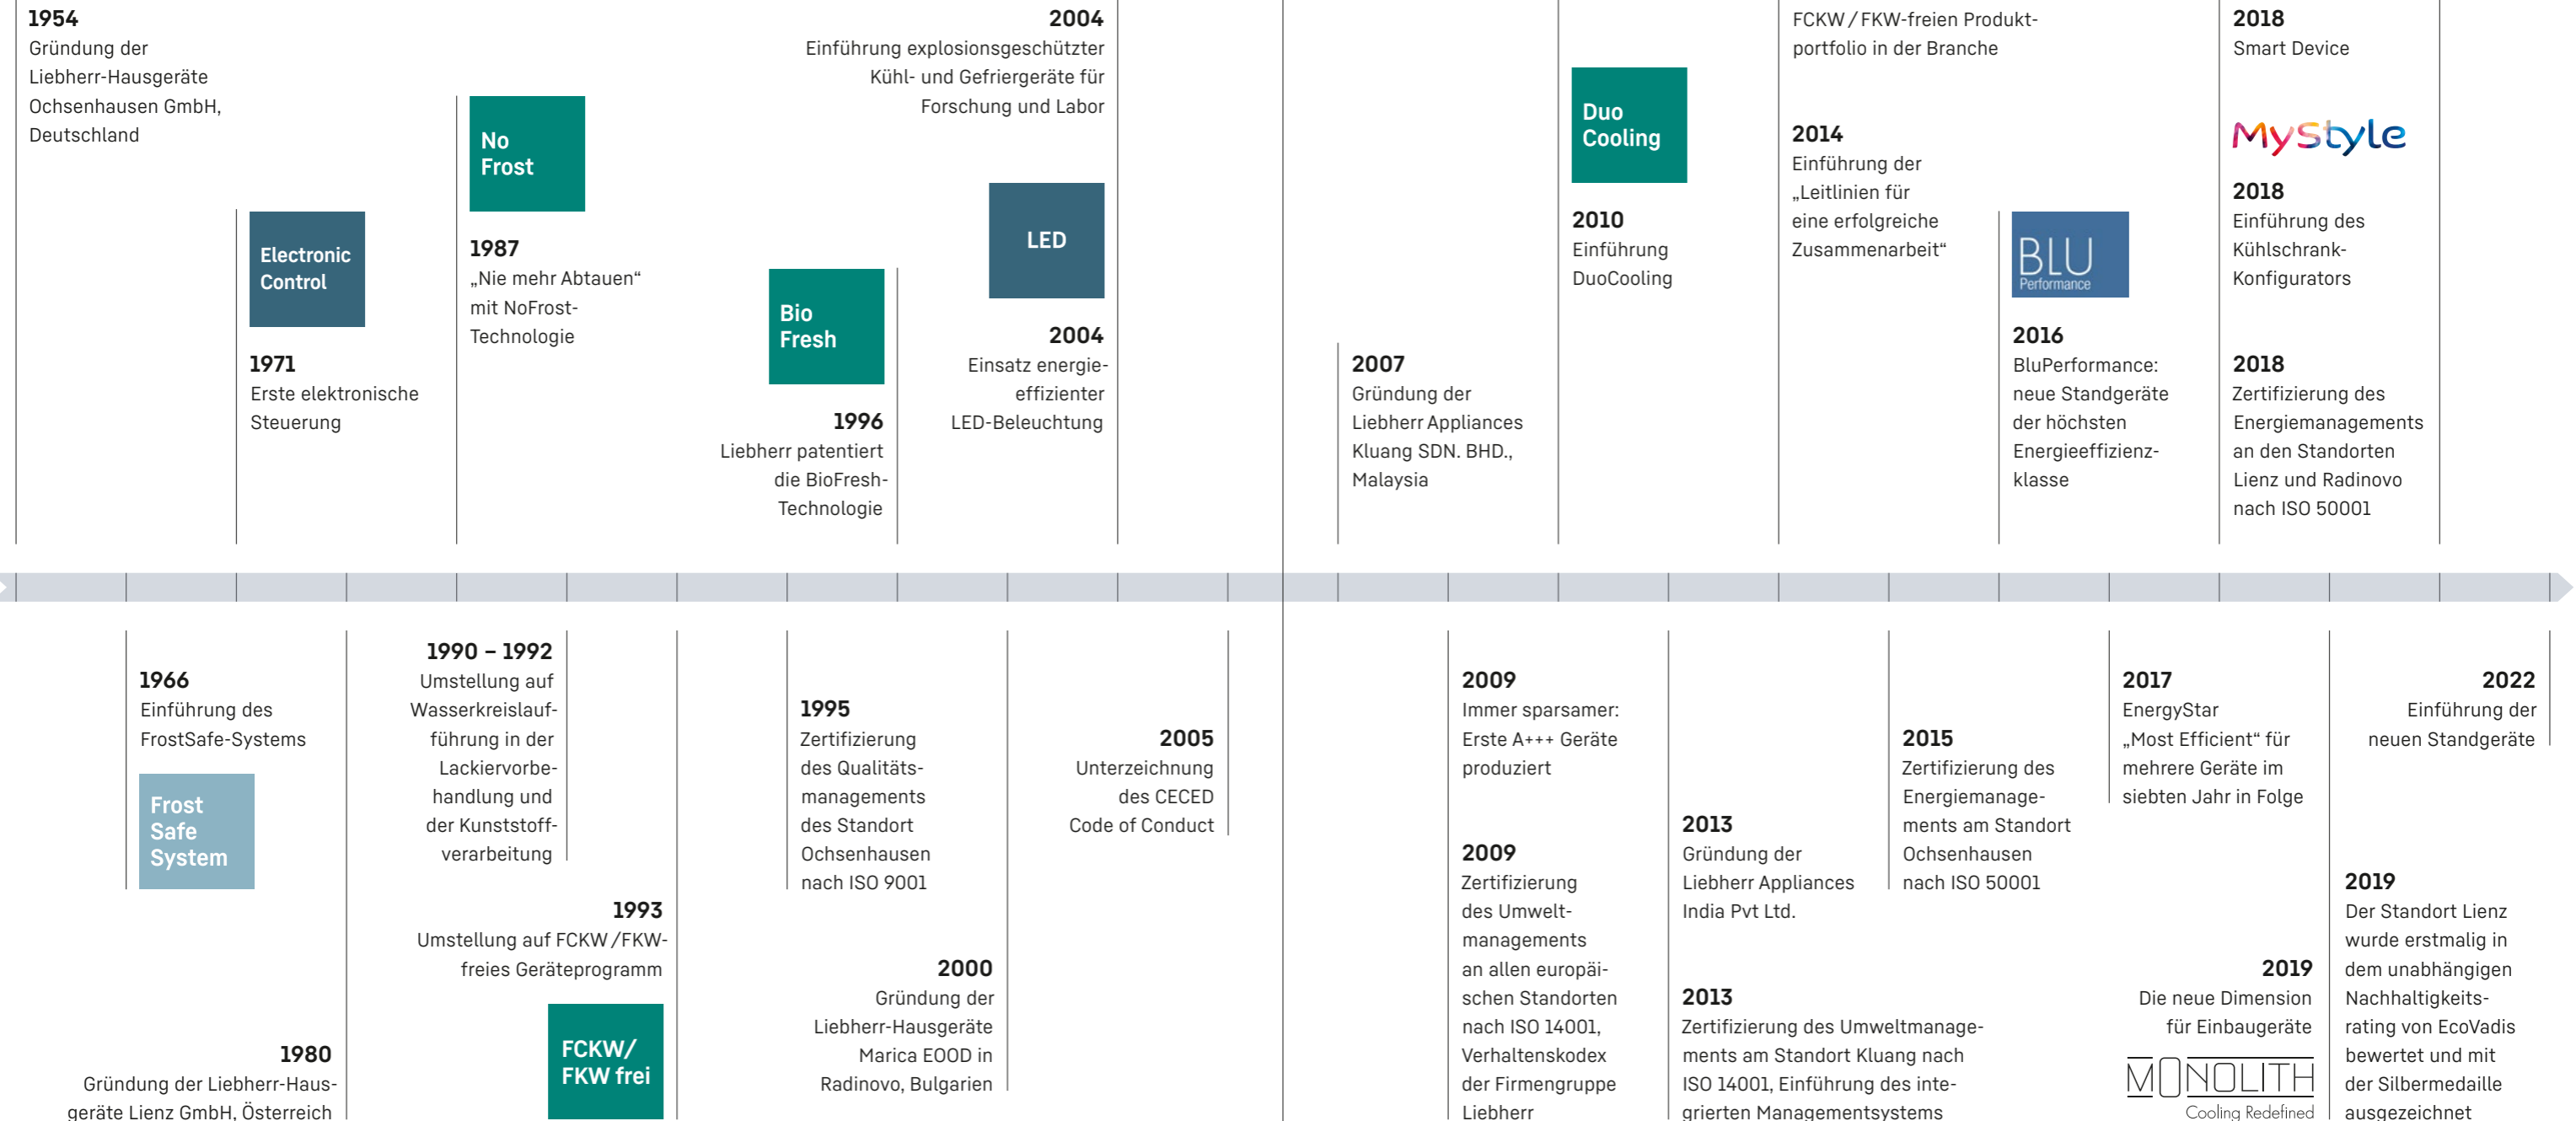 1954
Gründung der
Liebherr-Hausgeräte
Ochsenhausen GmbH,
Deutschland
Electronic
Control
1971
Erste elektronische
Steuerung
No
Frost
1987
„Nie mehr Abtauen“
mit NoFrost-
Technologie
Bio
Fresh
1996
Liebherr patentiert
die BioFresh-
Technologie
2004
Einführung explosionsgeschützter
Kühl- und Gefriergeräte für
Forschung und Labor
LED
2004
Einsatz energie-
effizienter
LED-Beleuchtung
2007
Gründung der
Liebherr Appliances
Kluang SDN. BHD.,
Malaysia
Duo
Cooling
2010
Einführung
DuoCooling
FCKW / FKW-freien Produkt-
portfolio in der Branche
2014
Einführung der
„Leitlinien für
eine erfolgreiche
Zusammenarbeit“
BLU
Performance
2016
BluPerformance:
neue Standgeräte
der höchsten
Energieeffizienz-
klasse
2018
Smart Device
MyStyle
2018
Einführung des
Kühlschrank-
Konfigurators
2018
Zertifizierung des
Energiemanagements
an den Standorten
Lienz und Radinovo
nach ISO 50001
1966
Einführung des
FrostSafe-Systems
Frost
Safe
System
1980
Gründung der Liebherr-Haus-
geräte Lienz GmbH, Österreich
1990 – 1992
Umstellung auf
Wasserkreislauf-
führung in der
Lackiervorbe-
handlung und
der Kunststoff-
verarbeitung
1993
Umstellung auf FCKW /FKW-
freies Geräteprogramm
FCKW/
FKW frei
1995
Zertifizierung
des Qualitäts-
managements
des Standort
Ochsenhausen
nach ISO 9001
2000
Gründung der
Liebherr-Hausgeräte
Marica EOOD in
Radinovo, Bulgarien
2005
Unterzeichnung
des CECED
Code of Conduct
2009
Immer sparsamer:
Erste A+++ Geräte
produziert
2009
Zertifizierung
des Umwelt-
managements
an allen europäi-
schen Standorten
nach ISO 14001,
Verhaltenskodex
der Firmengruppe
Liebherr
2013
Gründung der
Liebherr Appliances
India Pvt Ltd.
2013
Zertifizierung des Umweltmanage-
ments am Standort Kluang nach
ISO 14001, Einführung des inte-
grierten Managementsystems
2015
Zertifizierung des
Energiemanage-
ments am Standort
Ochsenhausen
nach ISO 50001
2017
EnergyStar
„Most Efficient“ für
mehrere Geräte im
siebten Jahr in Folge
2019
Die neue Dimension
für Einbaugeräte
MONOLITH
Cooling Redefined
2022
Einführung der
neuen Standgeräte
2019
Der Standort Lienz
wurde erstmalig in
dem unabhängigen
Nachhaltigkeits-
rating von EcoVadis
bewertet und mit
der Silbermedaille
ausgezeichnet